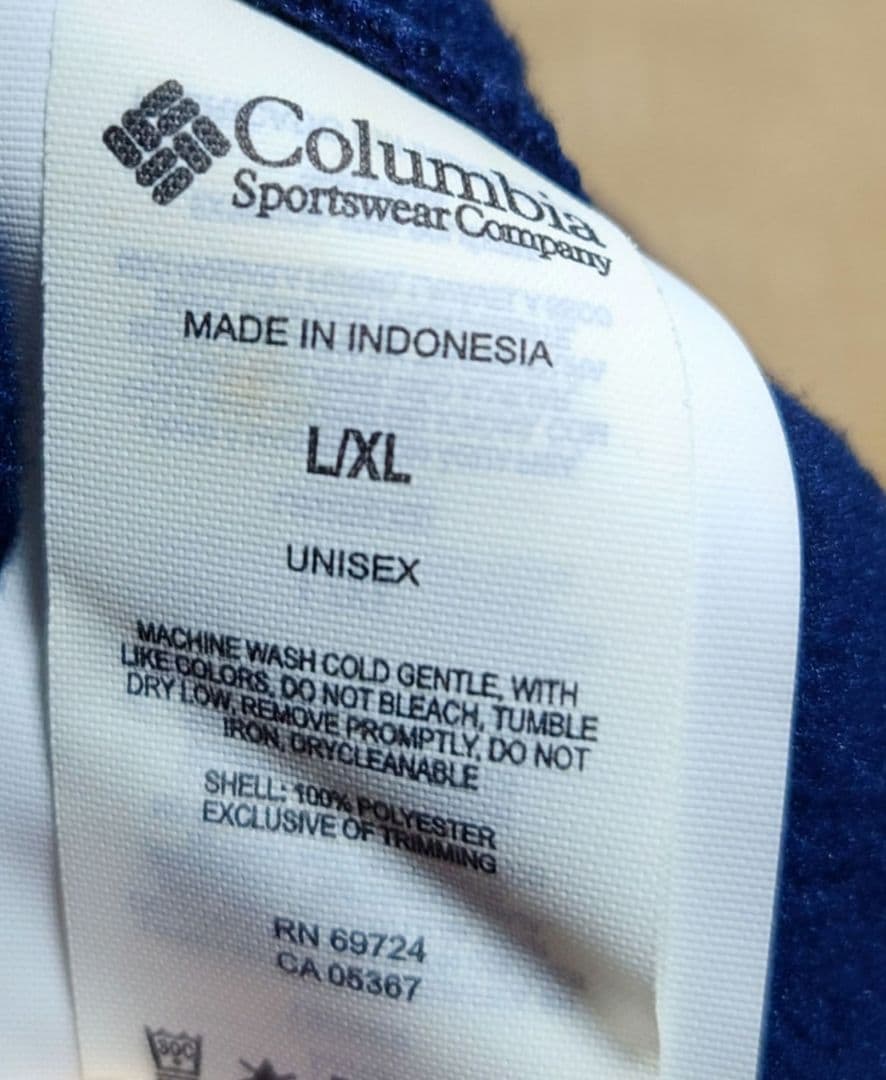 Columbia
Sportswear Company
MADE IN INDONESIA
L/XL
UNISEX
MACHINE WASH COLD GENTLE, WITH
LIKE COLORS, DO NOT BLEACH, TUMBLE
DRY LOW, REMOVE PROMPTLY, DO NOT
IRON, DRYCLEANABLE
SHELL: 100% POLYESTER
EXCLUSIVE OF TRIMMING
RN 69724
CA 05367
30C